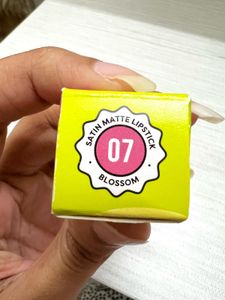 SATIN MATTE LIPSTICK
07
• BLOSSOM •